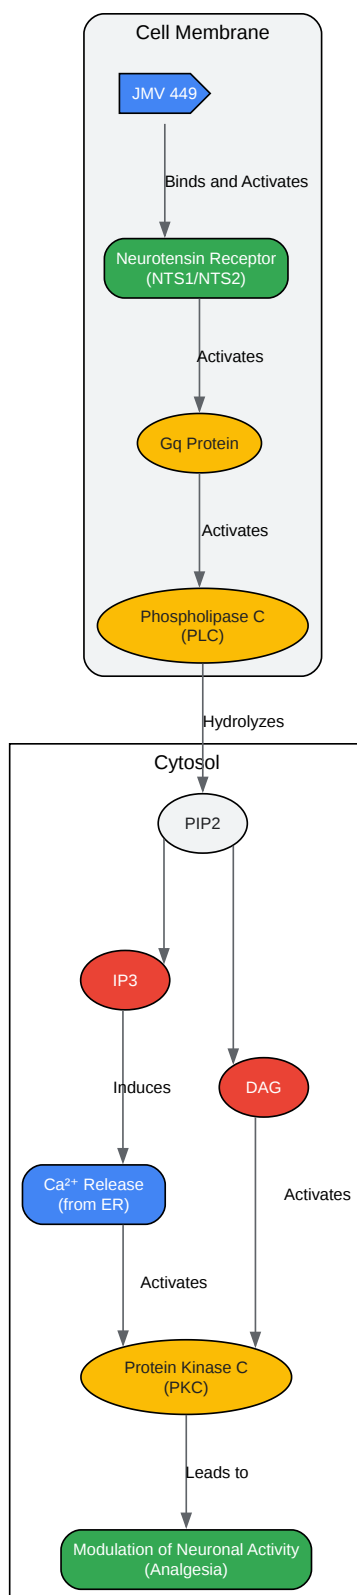 Cell Membrane
JMV 449
Binds and Activates
Neurotensin Receptor
(NTS1/NTS2)
Activates
Gq Protein
Activates
Phospholipase C
(PLC)
Hydrolyzes
Cytosol
PIP2
IP3
Induces
DAG
Ca²⁺ Release
(from ER)
Activates
Activates
Protein Kinase C
(PKC)
Leads to
Modulation of Neuronal Activity
(Analgesia)